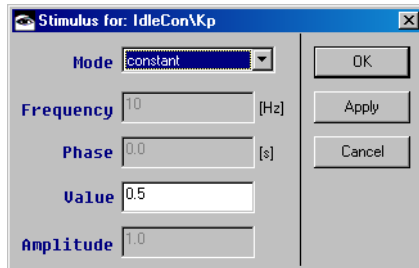 Stimulus for: IdleCon\Kp
Mode constant OK
Frequency 10 [Hz] Apply
Phase 0.0 [s] Cancel
Value 0.5
Amplitude 1.0